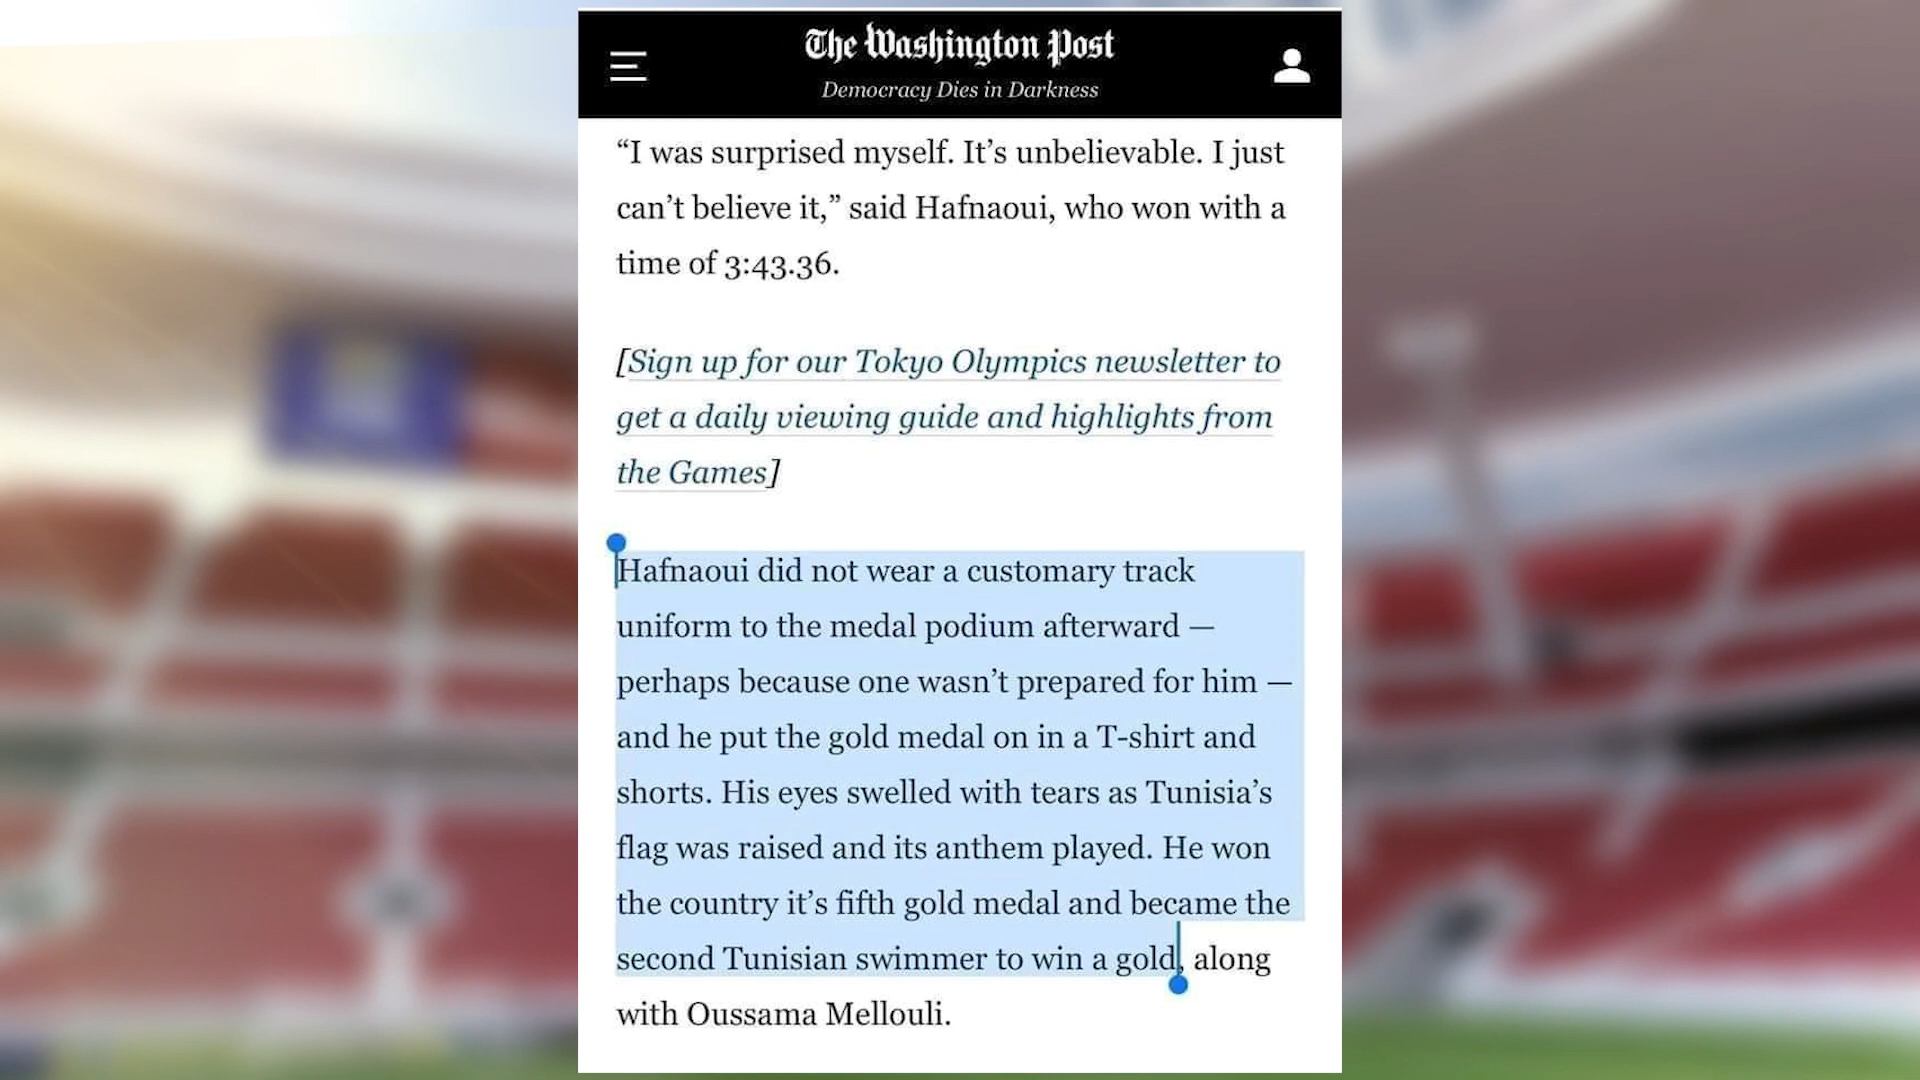 The Washington Post
Democracy Dies in Darkness
“I was surprised myself. It’s unbelievable. I just
can’t believe it,” said Hafnaoui, who won with a
time of 3:43.36.
[Sign up for our Tokyo Olympics newsletter to
get a daily viewing guide and highlights from
the Games]
Hafnaoui did not wear a customary track
uniform to the medal podium afterward —
perhaps because one wasn’t prepared for him —
and he put the gold medal on in a T-shirt and
shorts. His eyes swelled with tears as Tunisia’s
flag was raised and its anthem played. He won
the country it’s fifth gold medal and became the
second Tunisian swimmer to win a gold, along
with Oussama Mellouli.